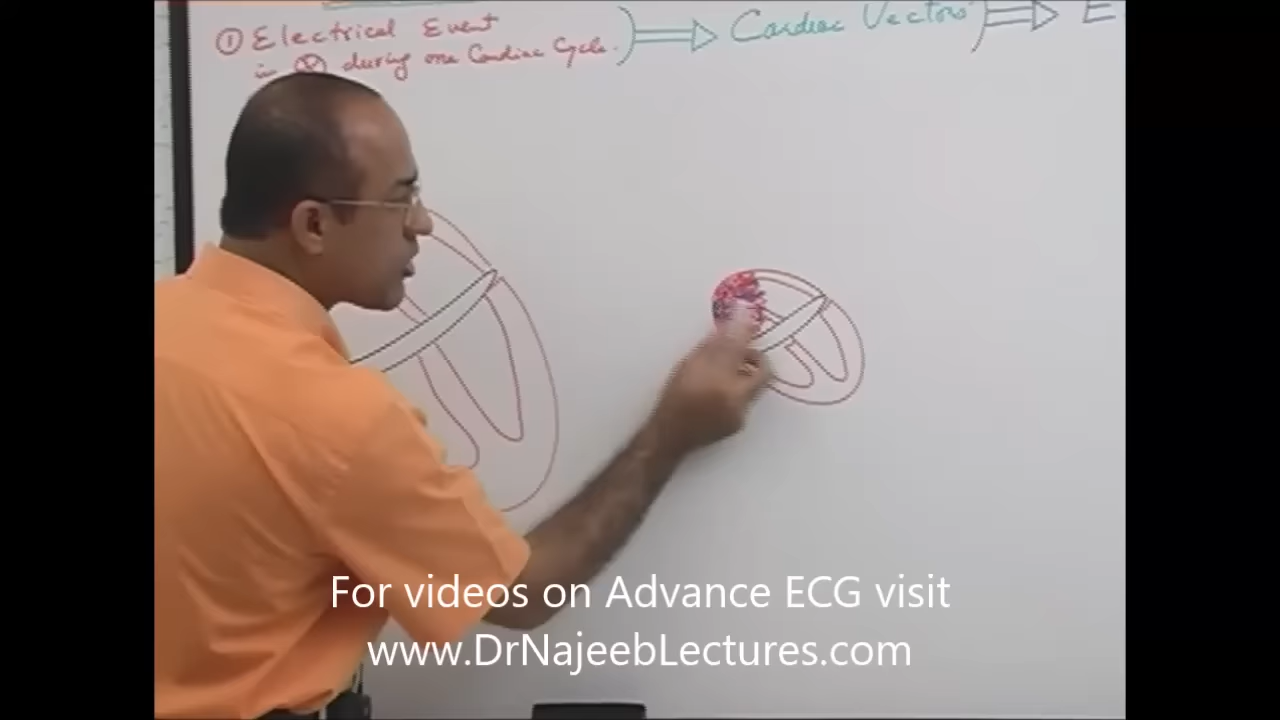 ① Electrical Event
in ♡ during one Cardiac Cycle.
Cardiac Vectors
E
For videos on Advance ECG visit
www.DrNajeebLectures.com